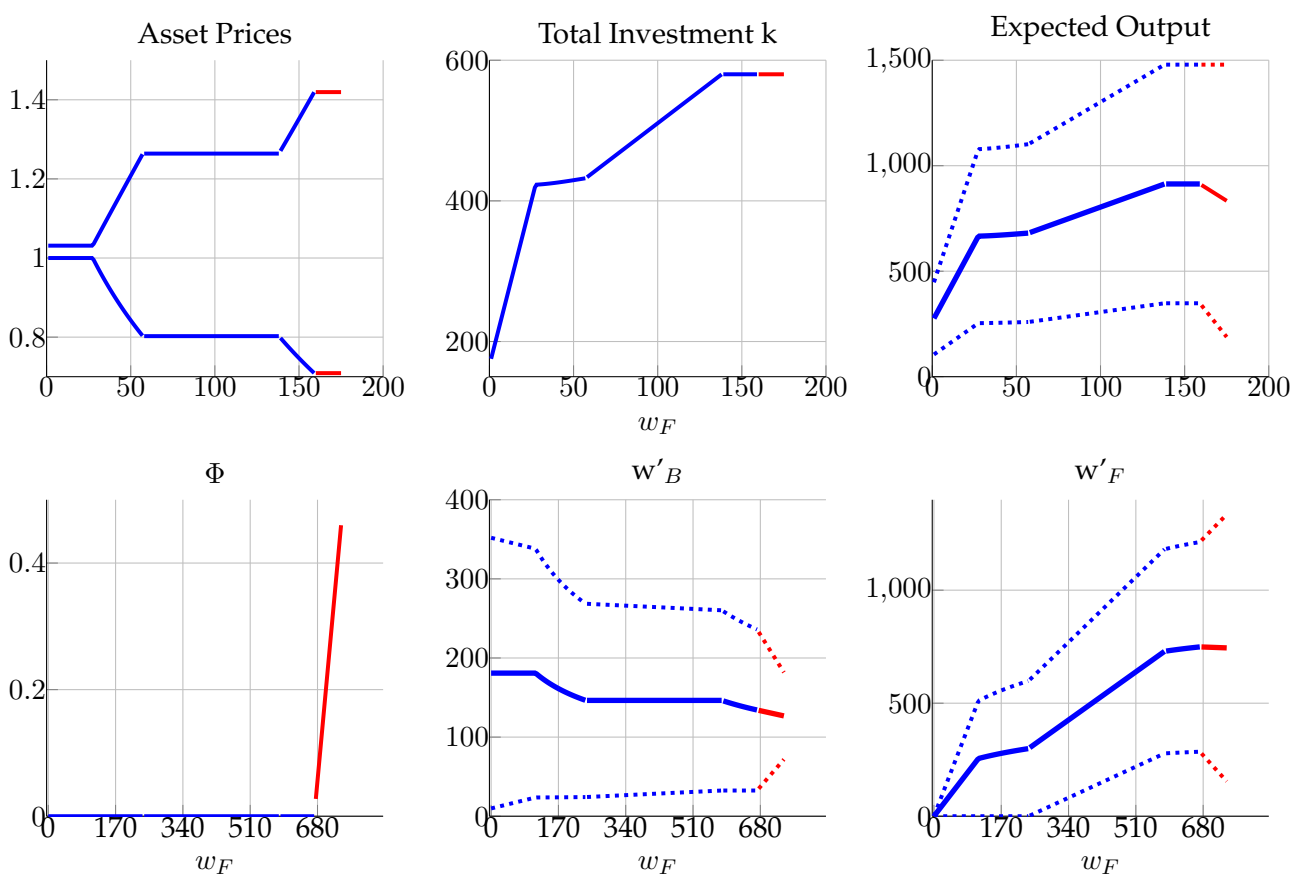 Asset Prices
1.4
1.2
1
0.8
0 50 100 150 200
Total Investment k
600
400
200
0 50 100 150 200
w_F
Expected Output
1,500
1,000
500
0
0 50 100 150 200
Φ
0.4
0.2
0
0 170 340 510 680
w_F
w′_B
400
300
200
100
0
0 170 340 510 680
w_F
w′_F
1,000
500
0
0 170 340 510 680
w_F